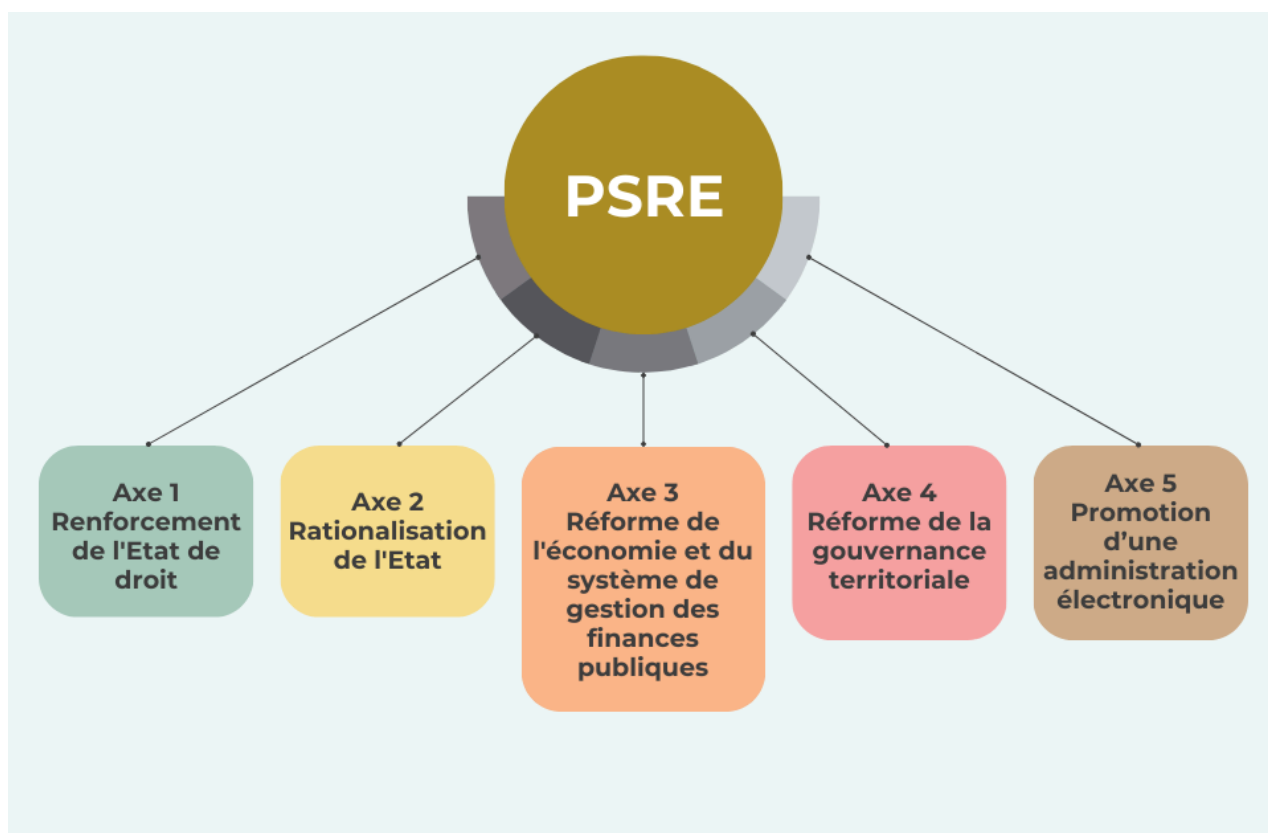 PSRE
Axe 1
Renforcement
de l'Etat de
droit
Axe 2
Rationalisation
de l'Etat
Axe 3
Réforme de
l'économie et du
système de
gestion des
finances
publiques
Axe 4
Réforme de la
gouvernance
territoriale
Axe 5
Promotion
d’une
administration
électronique